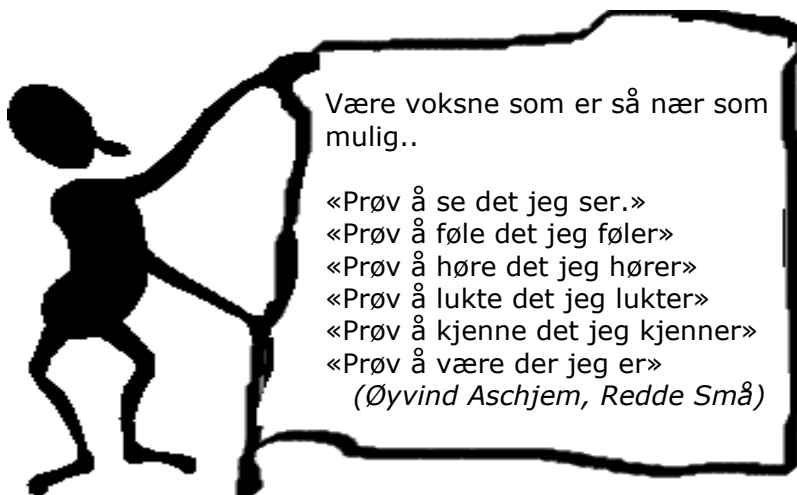 Være voksne som er så nær som
mulig..
«Prøv å se det jeg ser.»
«Prøv å føle det jeg føler»
«Prøv å høre det jeg hører»
«Prøv å lukte det jeg lukter»
«Prøv å kjenne det jeg kjenner»
«Prøv å være der jeg er»
(Øyvind Aschjem, Redde Små)